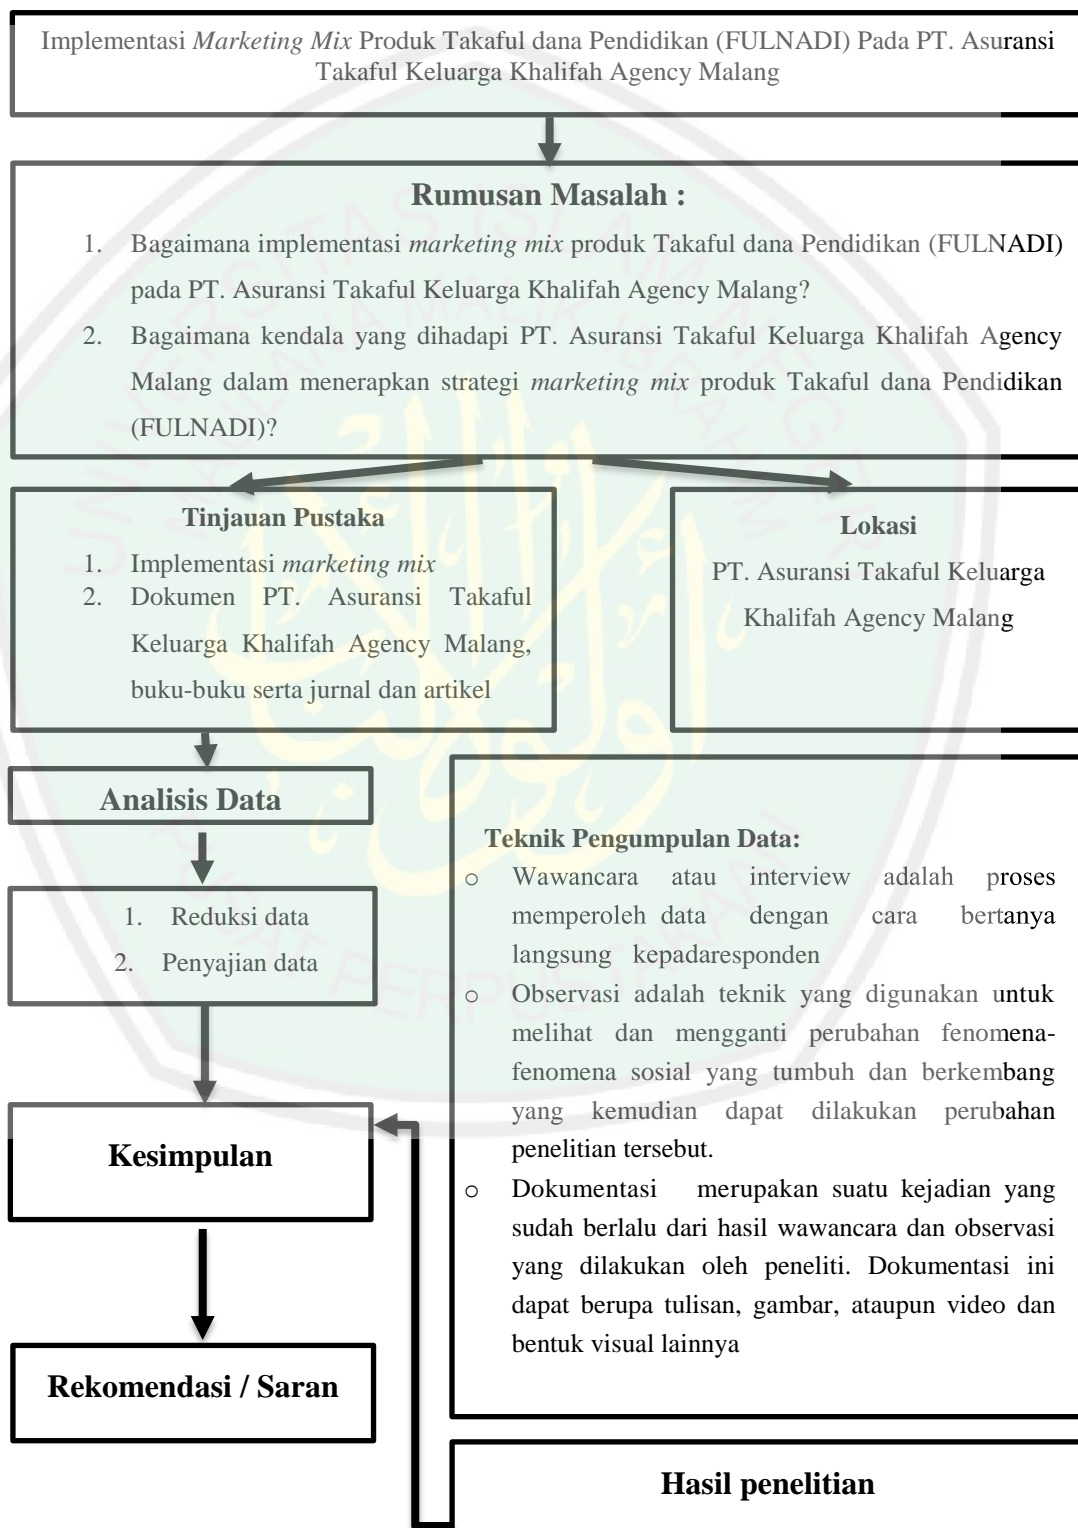 Implementasi Marketing Mix Produk Takaful dana Pendidikan (FULNADI) Pada PT. Asuransi
Takaful Keluarga Khalifah Agency Malang
Rumusan Masalah :
1. Bagaimana implementasi marketing mix produk Takaful dana Pendidikan (FULNADI)
pada PT. Asuransi Takaful Keluarga Khalifah Agency Malang?
2. Bagaimana kendala yang dihadapi PT. Asuransi Takaful Keluarga Khalifah Agency
Malang dalam menerapkan strategi marketing mix produk Takaful dana Pendidikan
(FULNADI)?
Tinjauan Pustaka
1. Implementasi marketing mix
2. Dokumen PT. Asuransi Takaful
Keluarga Khalifah Agency Malang,
buku-buku serta jurnal dan artikel
Lokasi
PT. Asuransi Takaful Keluarga
Khalifah Agency Malang
Analisis Data
1. Reduksi data
2. Penyajian data
Kesimpulan
Rekomendasi / Saran
Teknik Pengumpulan Data:
o Wawancara atau interview adalah proses
memperoleh data dengan cara bertanya
langsung kepadaresponden
o Observasi adalah teknik yang digunakan untuk
melihat dan mengganti perubahan fenomena-
fenomena sosial yang tumbuh dan berkembang
yang kemudian dapat dilakukan perubahan
penelitian tersebut.
o Dokumentasi merupakan suatu kejadian yang
sudah berlalu dari hasil wawancara dan observasi
yang dilakukan oleh peneliti. Dokumentasi ini
dapat berupa tulisan, gambar, ataupun video dan
bentuk visual lainnya
Hasil penelitian
UNIVERSITAS ISLAM NEGERI
MAULANA MALIK IBRAHIM
PUSAT PERPUSTAKAAN